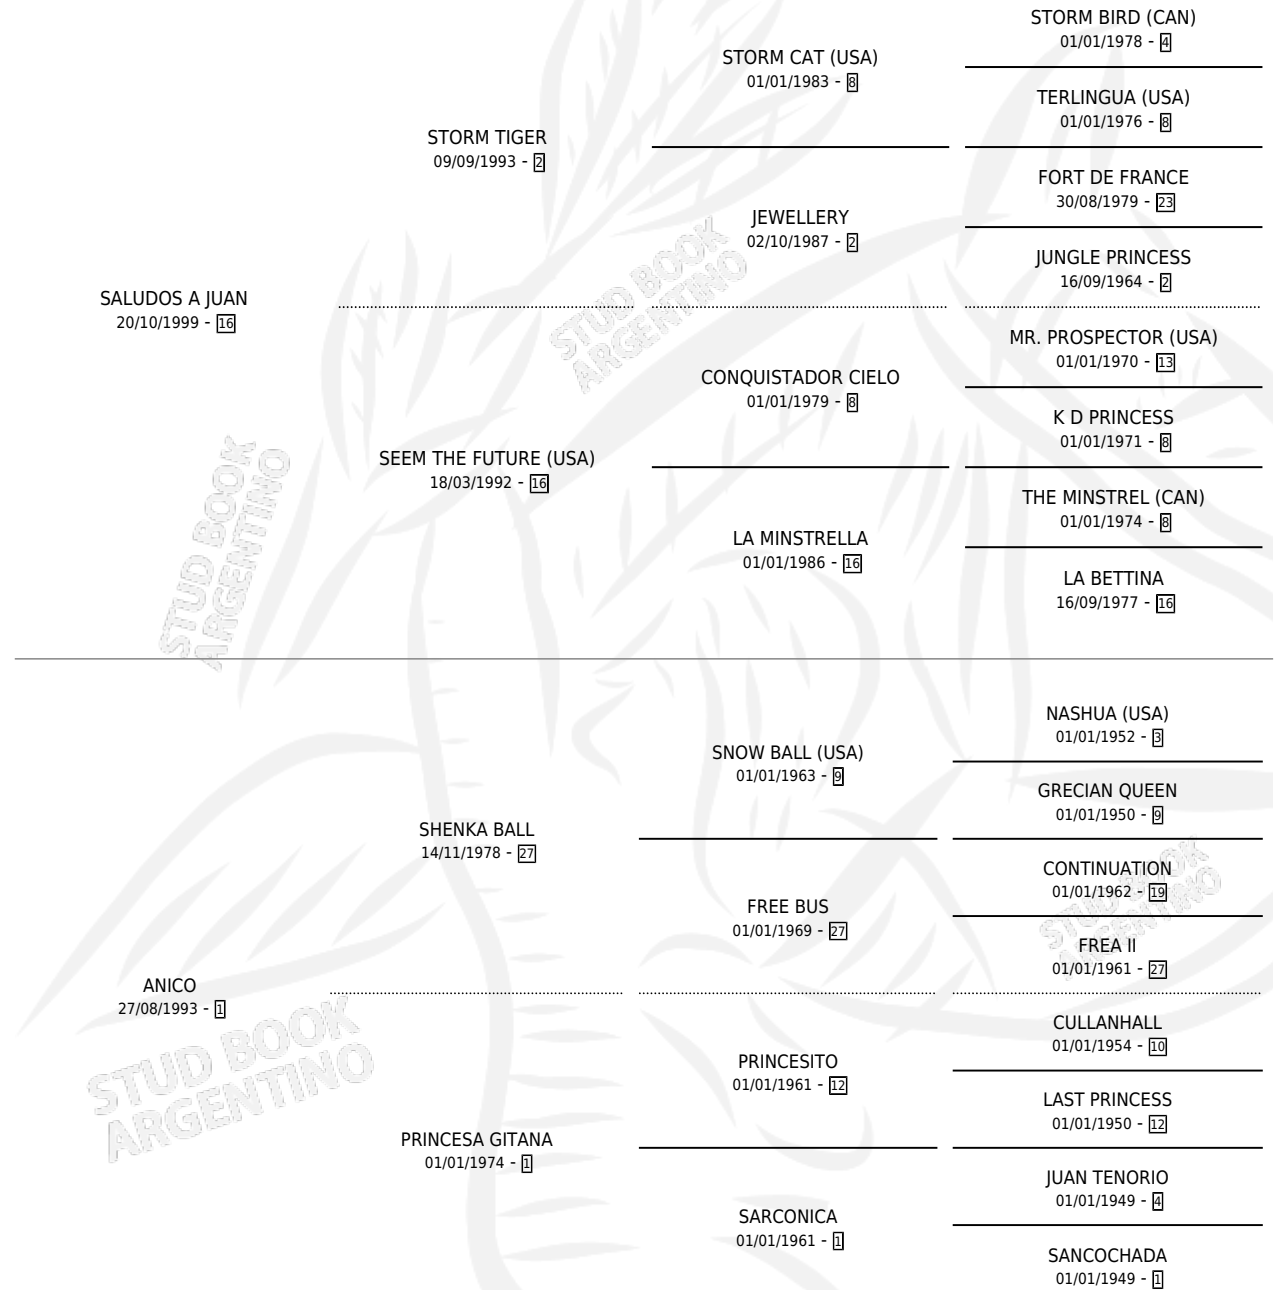 STORM BIRD (CAN)
01/01/1978 - 4
STORM CAT (USA)
01/01/1983 - 8
TERLINGUA (USA)
01/01/1976 - 8
STORM TIGER
09/09/1993 - 2
FORT DE FRANCE
30/08/1979 - 23
JEWELLERY
02/10/1987 - 2
JUNGLE PRINCESS
16/09/1964 - 2
SALUDOS A JUAN
20/10/1999 - 16
STUD BOOK
ARGENTINO
MR. PROSPECTOR (USA)
01/01/1970 - 13
CONQUISTADOR CIELO
01/01/1979 - 8
K D PRINCESS
01/01/1971 - 8
SEEM THE FUTURE (USA)
18/03/1992 - 16
THE MINSTREL (CAN)
01/01/1974 - 8
LA MINSTRELLA
01/01/1986 - 16
LA BETTINA
16/09/1977 - 16
STUD BOOK
ARGENTINO
NASHUA (USA)
01/01/1952 - 3
SNOW BALL (USA)
01/01/1963 - 9
GRECIAN QUEEN
01/01/1950 - 9
SHENKA BALL
14/11/1978 - 27
CONTINUATION
01/01/1962 - 19
FREE BUS
01/01/1969 - 27
FREA II
01/01/1961 - 27
STUD BOOK
ARGENTINO
ANICO
27/08/1993 - 1
CULLANHALL
01/01/1954 - 10
PRINCESITO
01/01/1961 - 12
LAST PRINCESS
01/01/1950 - 12
STUD BOOK
ARGENTINO
PRINCESA GITANA
01/01/1974 - 1
JUAN TENORIO
01/01/1949 - 4
SARCONICA
01/01/1961 - 1
SANCOCHADA
01/01/1949 - 1